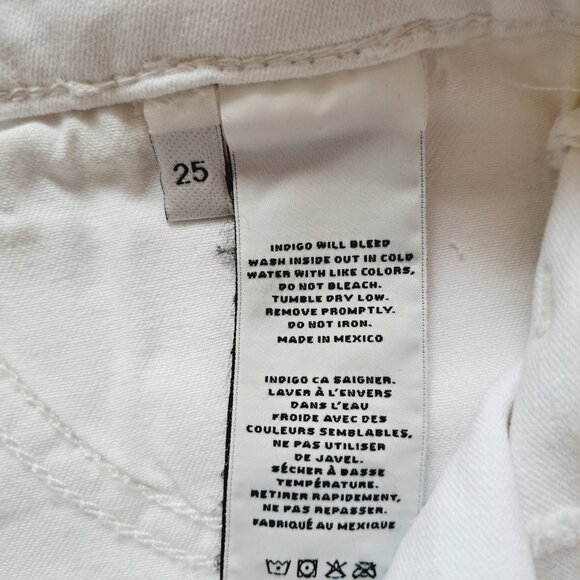 25
INDIGO WILL BLEED
WASH INSIDE OUT IN COLD
WATER WITH LIKE COLORS,
DO NOT BLEACH.
TUMBLE DRY LOW.
REMOVE PROMPTLY.
DO NOT IRON.
MADE IN MEXICO
INDIGO CA SAIGNER.
LAVER À L'ENVERS
DANS L'EAU
FROIDE AVEC DES
COULEURS SEMBLABLES,
NE PAS UTILISER
DE JAVEL.
SÉCHER À BASSE
TEMPÉRATURE.
RETIRER RAPIDEMENT,
NE PAS REPASSER.
FABRIQUÉ AU MEXIQUE